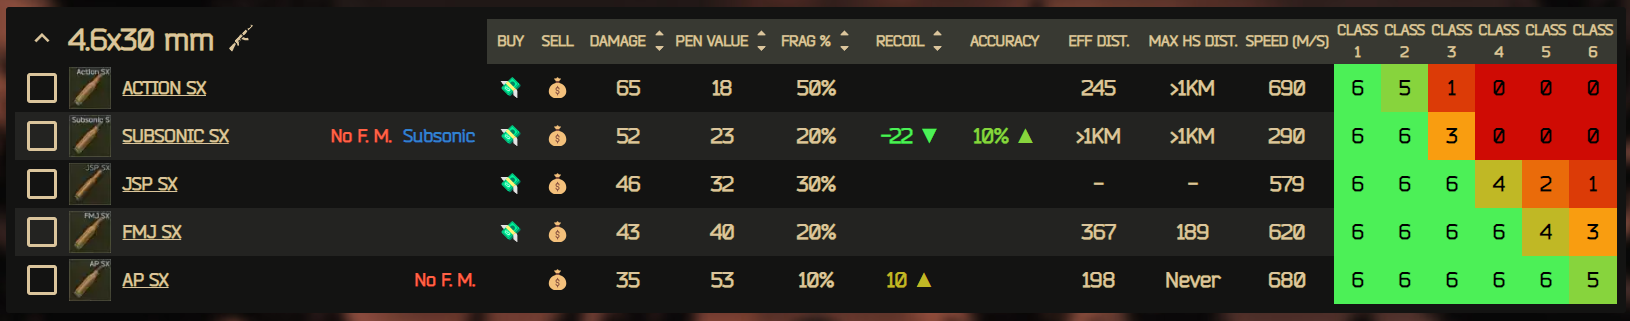 4.6x30 mm BUY SELL DAMAGE PEN VALUE FRAG % RECOIL ACCURACY EFF DIST. MAX HS DIST. SPEED (M/S) CLASS 1 CLASS 2 CLASS 3 CLASS 4 CLASS 5 CLASS 6
Action SX ACTION SX 65 18 50% 245 >1KM 690 6 5 1 0 0 0
Subsonic S SUBSONIC SX No F. M. Subsonic 52 23 20% -22 ▼ 10% ▲ >1KM >1KM 290 6 6 3 0 0 0
JSP SX JSP SX 46 32 30% - - 579 6 6 6 4 2 1
FMJ SX FMJ SX 43 40 20% 367 189 620 6 6 6 6 4 3
AP SX AP SX No F. M. 35 53 10% 10 ▲ 198 Never 680 6 6 6 6 6 5